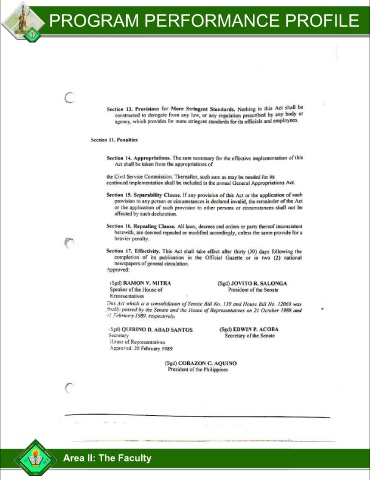 PROGRAM PERFORMANCE PROFILE
Section 13. Provisions for More Stringent Standards. Nothing in this Act shall be
constructed to derogate from any law, or any regulation prescribed by any body or
agency, which provides for more stringent standards for its officials and employees.
Section 11. Penalties
Section 14. Appropriations. The sum necessary for the effective implementation of this
Act shall be taken from the appropriations of
the Civil Service Commission. Thereafter, such sum as may be needed for its
continued implementation shall be included in the annual General Appropriations Act.
Section 15. Separability Clause. If any provision of this Act or the application of such
provision to any person or circumstances is declared invalid, the remainder of the Act
or the application of such provision to other persons or circumstances shall not be
affected by such declaration.
Section 16. Repealing Clause. All laws, decrees and orders or parts thereof inconsistent
herewith, are deemed repealed or modified accordingly, unless the same provide for a
heavier penalty.
Section 17. Effectivity. This Act shall take effect after thirty (30) days following the
completion of its publication in the Official Gazette or in two (2) national
newspapers of general circulation.
Approved:
(Sgd) RAMON V. MITRA (Sgd) JOVITO R. SALONGA
Speaker of the House of President of the Senate
Representatives
This Act which is a consolidation of Senate Bill No. 139 and House Bill No. 12069 was
finally passed by the Senate and the House of Representatives on 21 October 1988 and
February 1989, respectively.
(Sgd) QUIRINO D. ABAD SANTOS (Sgd) EDWIN P. ACOBA
Secretary Secretary of the Senate
House of Representatives
Approved: 20 February 1989
(Sgd) CORAZON C. AQUINO
President of the Philippines
Area II: The Faculty